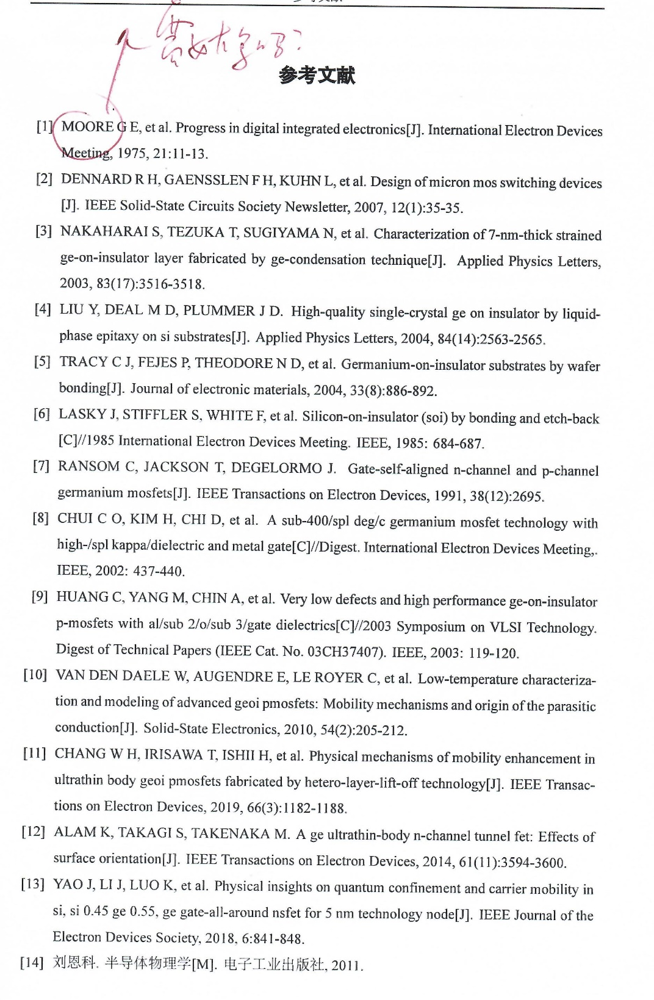 需要大写吗?
参考文献
[1] MOORE G E, et al. Progress in digital integrated electronics[J]. International Electron Devices
Meeting, 1975, 21:11-13.
[2] DENNARD R H, GAENSSLEN F H, KUHN L, et al. Design of micron mos switching devices
[J]. IEEE Solid-State Circuits Society Newsletter, 2007, 12(1):35-35.
[3] NAKAHARAI S, TEZUKA T, SUGIYAMA N, et al. Characterization of 7-nm-thick strained
ge-on-insulator layer fabricated by ge-condensation technique[J]. Applied Physics Letters,
2003, 83(17):3516-3518.
[4] LIU Y, DEAL M D, PLUMMER J D. High-quality single-crystal ge on insulator by liquid-
phase epitaxy on si substrates[J]. Applied Physics Letters, 2004, 84(14):2563-2565.
[5] TRACY C J, FEJES P, THEODORE N D, et al. Germanium-on-insulator substrates by wafer
bonding[J]. Journal of electronic materials, 2004, 33(8):886-892.
[6] LASKY J, STIFFLER S, WHITE F, et al. Silicon-on-insulator (soi) by bonding and etch-back
[C]//1985 International Electron Devices Meeting. IEEE, 1985: 684-687.
[7] RANSOM C, JACKSON T, DEGELORMO J. Gate-self-aligned n-channel and p-channel
germanium mosfets[J]. IEEE Transactions on Electron Devices, 1991, 38(12):2695.
[8] CHUI C O, KIM H, CHI D, et al. A sub-400/spl deg/c germanium mosfet technology with
high-/spl kappa/dielectric and metal gate[C]//Digest. International Electron Devices Meeting,.
IEEE, 2002: 437-440.
[9] HUANG C, YANG M, CHIN A, et al. Very low defects and high performance ge-on-insulator
p-mosfets with al/sub 2/o/sub 3/gate dielectrics[C]//2003 Symposium on VLSI Technology.
Digest of Technical Papers (IEEE Cat. No. 03CH37407). IEEE, 2003: 119-120.
[10] VAN DEN DAELE W, AUGENDRE E, LE ROYER C, et al. Low-temperature characteriza-
tion and modeling of advanced geoi pmosfets: Mobility mechanisms and origin of the parasitic
conduction[J]. Solid-State Electronics, 2010, 54(2):205-212.
[11] CHANG W H, IRISAWA T, ISHII H, et al. Physical mechanisms of mobility enhancement in
ultrathin body geoi pmosfets fabricated by hetero-layer-lift-off technology[J]. IEEE Transac-
tions on Electron Devices, 2019, 66(3):1182-1188.
[12] ALAM K, TAKAGI S, TAKENAKA M. A ge ultrathin-body n-channel tunnel fet: Effects of
surface orientation[J]. IEEE Transactions on Electron Devices, 2014, 61(11):3594-3600.
[13] YAO J, LI J, LUO K, et al. Physical insights on quantum confinement and carrier mobility in
si, si 0.45 ge 0.55, ge gate-all-around nsfet for 5 nm technology node[J]. IEEE Journal of the
Electron Devices Society, 2018, 6:841-848.
[14] 刘恩科. 半导体物理学[M]. 电子工业出版社, 2011.